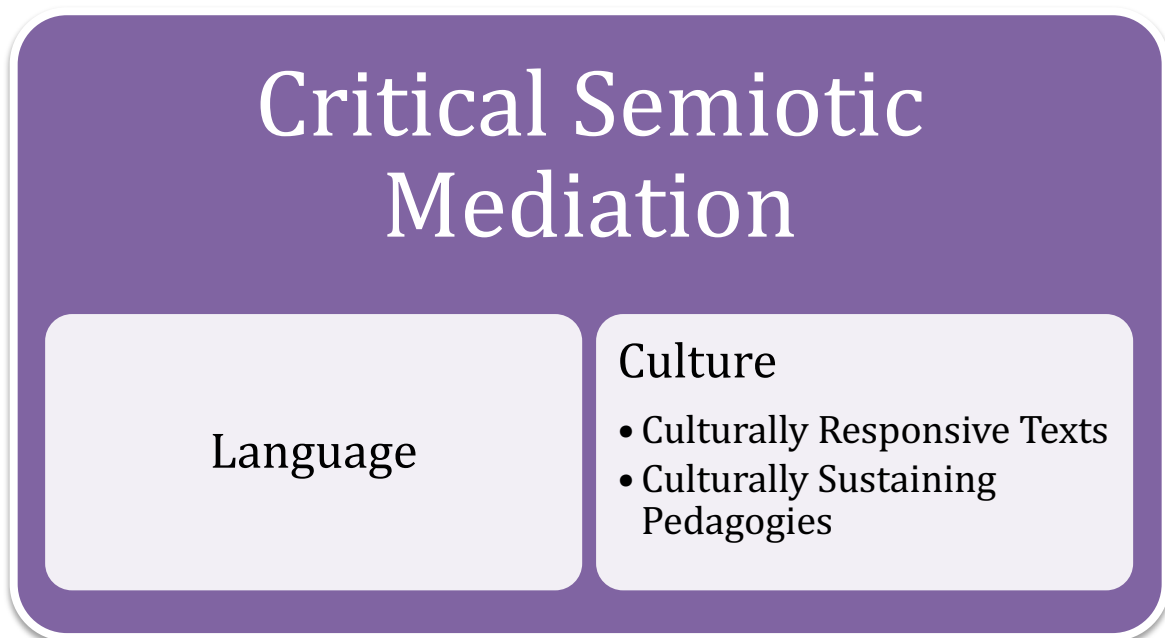 Critical Semiotic
Mediation
Language
Culture
• Culturally Responsive Texts
• Culturally Sustaining
Pedagogies